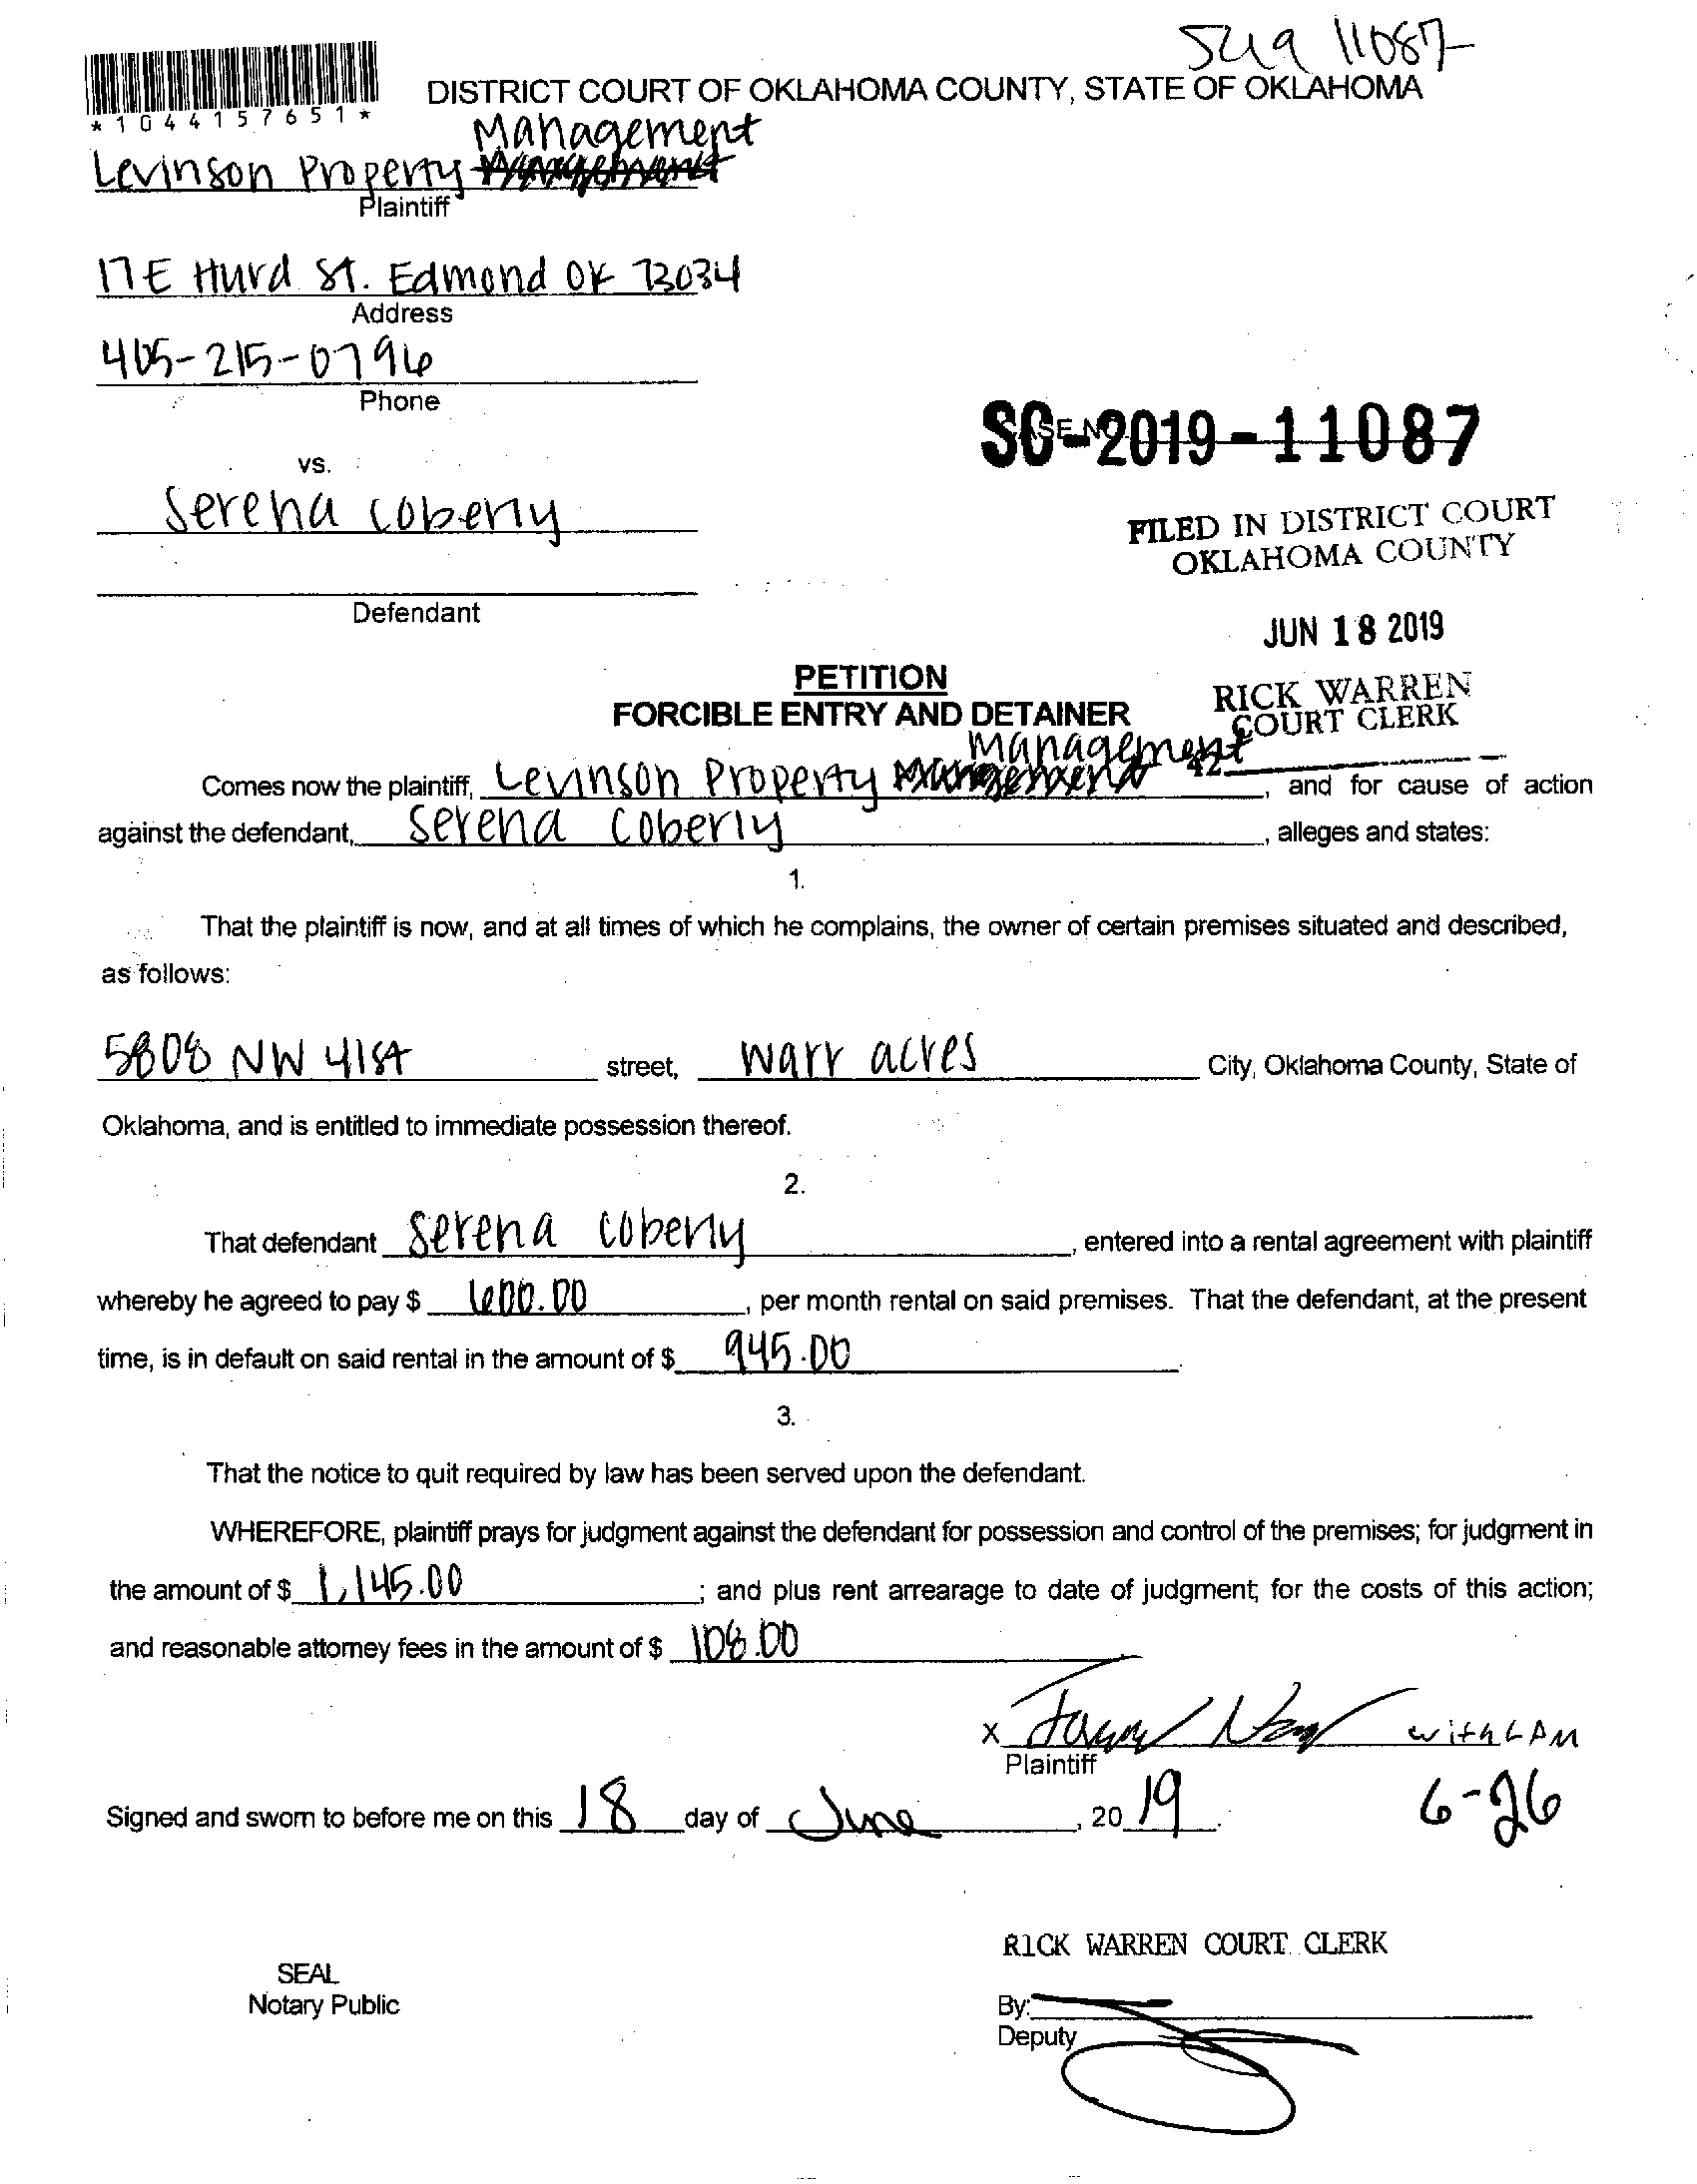 SC19 11087
DISTRICT COURT OF OKLAHOMA COUNTY, STATE OF OKLAHOMA
*1044157651*
Management
Levinson Property
Plaintiff
17 E Hurd St. Edmond OK 73034
Address
405-215-0796
Phone
SC-2019-11087
CASE NO.
vs.
Serena Coberly
FILED IN DISTRICT COURT
OKLAHOMA COUNTY
Defendant
JUN 18 2019
PETITION
FORCIBLE ENTRY AND DETAINER
RICK WARREN
COURT CLERK
42
Management
Comes now the plaintiff, Levinson Property , and for cause of action
against the defendant, Serena Coberly , alleges and states:
1.
That the plaintiff is now, and at all times of which he complains, the owner of certain premises situated and described,
as follows:
5808 NW 41st street, Warr acres City, Oklahoma County, State of
Oklahoma, and is entitled to immediate possession thereof.
2.
That defendant Serena Coberly , entered into a rental agreement with plaintiff
whereby he agreed to pay $ 600.00 , per month rental on said premises. That the defendant, at the present
time, is in default on said rental in the amount of $ 945.00 .
3.
That the notice to quit required by law has been served upon the defendant.
WHEREFORE, plaintiff prays for judgment against the defendant for possession and control of the premises; for judgment in
the amount of $ 1,145.00 ; and plus rent arrearage to date of judgment; for the costs of this action;
and reasonable attorney fees in the amount of $ 108.00
X with LPM
Plaintiff
Signed and sworn to before me on this 18 day of June , 20 19 .
6-26
RICK WARREN COURT CLERK
SEAL
Notary Public
By:
Deputy